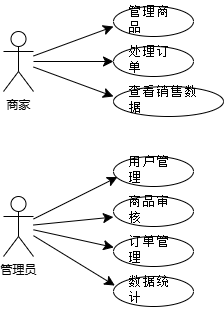 管理商
品
处理订
单
查看销售数
据
商家
用户管
理
商品审
核
订单管
理
数据统
计
管理员